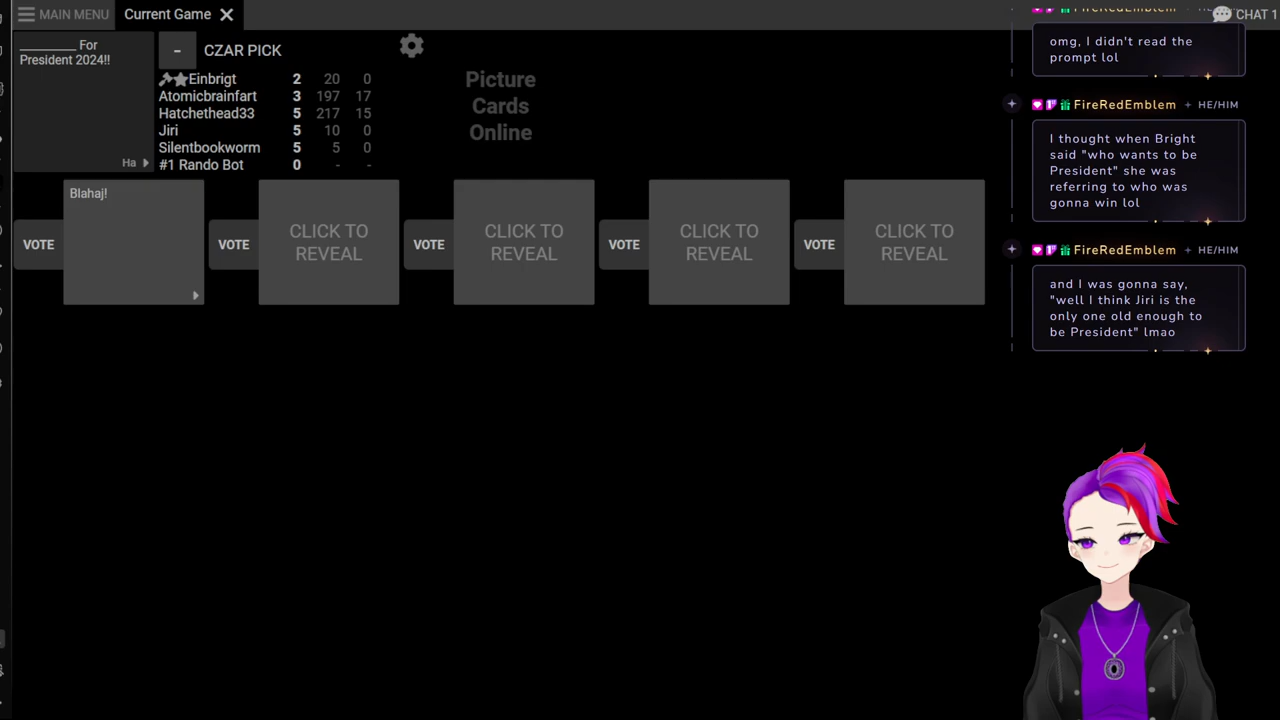 MAIN MENU
Current Game
CHAT 1
_________ For
President 2024!!
Ha
-
CZAR PICK
Einbrigt 2 20 0
Atomicbrainfart 3 197 17
Hatchethead33 5 217 15
Jiri 5 10 0
Silentbookworm 5 5 0
#1 Rando Bot 0 - -
Picture
Cards
Online
VOTE
Blahaj!
VOTE
CLICK TO
REVEAL
VOTE
CLICK TO
REVEAL
VOTE
CLICK TO
REVEAL
VOTE
CLICK TO
REVEAL
FireRedEmblem
omg, I didn't read the
prompt lol
FireRedEmblem HE/HIM
I thought when Bright
said "who wants to be
President" she was
referring to who was
gonna win lol
FireRedEmblem HE/HIM
and I was gonna say,
"well I think Jiri is the
only one old enough to
be President" lmao